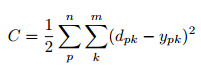 C = \frac{1}{2} \sum_{p}^{n} \sum_{k}^{m} (d_{pk} - y_{pk})^2